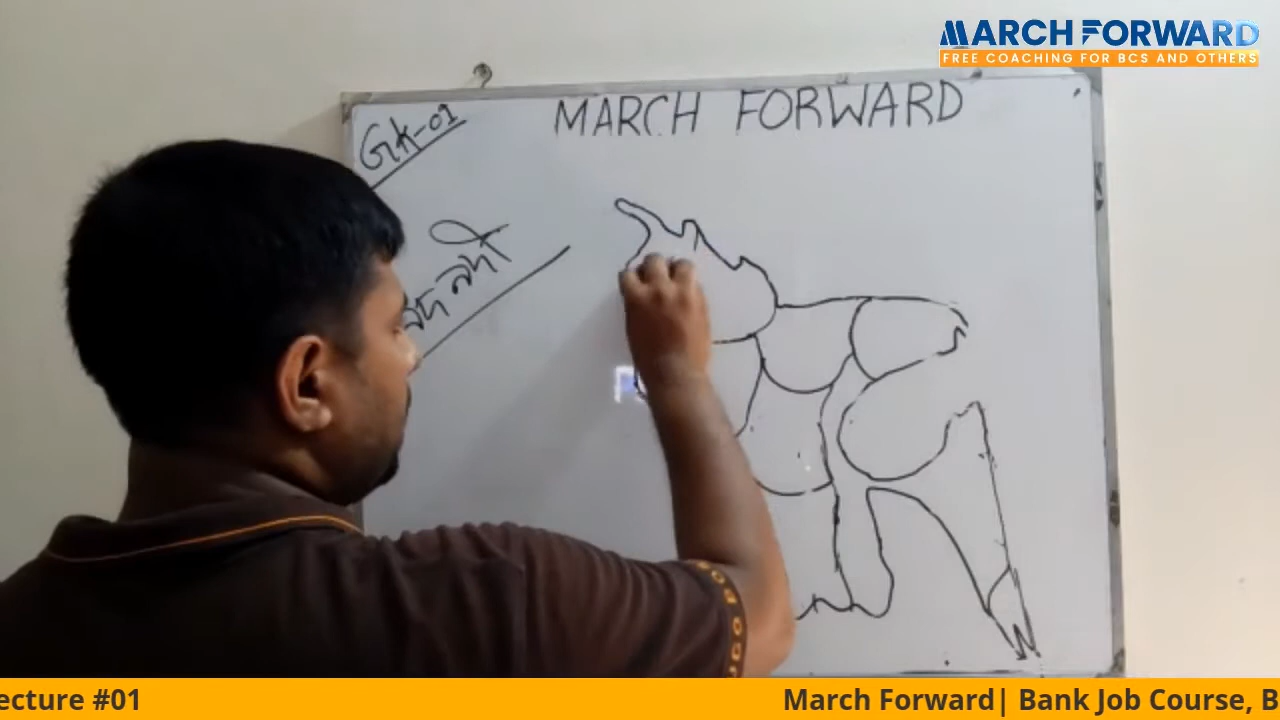 MARCH FORWARD
FREE COACHING FOR BCS AND OTHERS
MARCH FORWARD
GK-01
নদী
ecture #01
March Forward| Bank Job Course, B